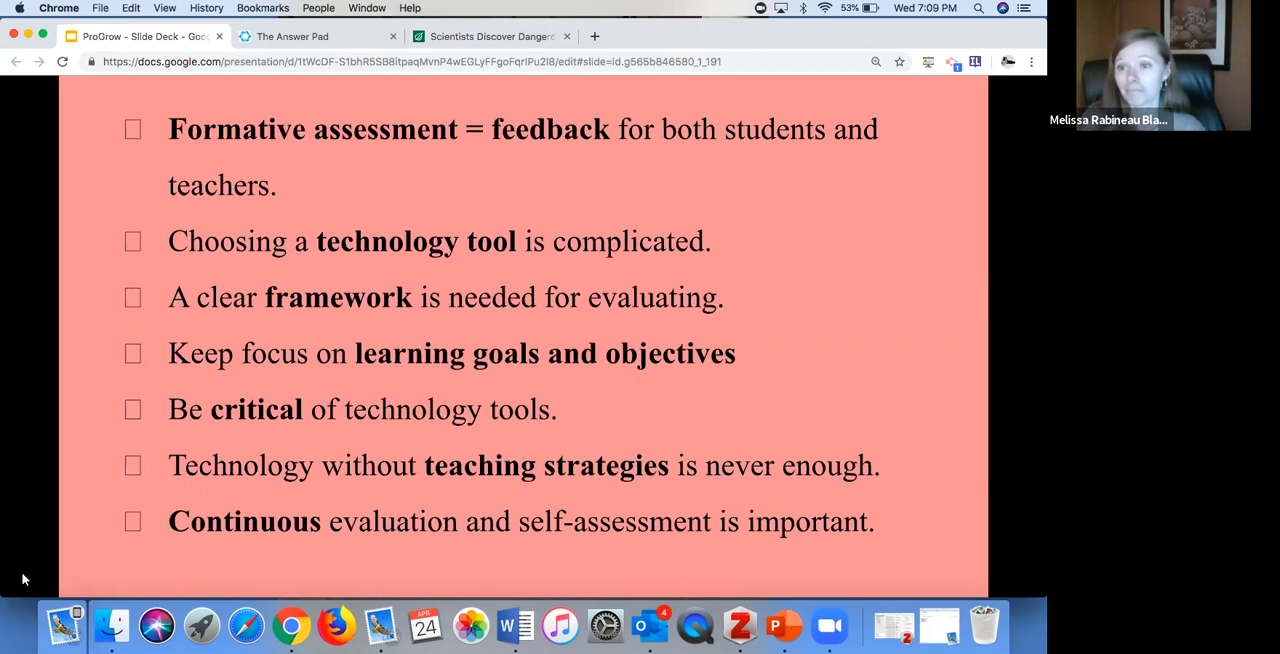 Chrome File Edit View History Bookmarks People Window Help 53% Wed 7:09 PM
ProGrow - Slide Deck - Goo The Answer Pad Scientists Discover Dangero
https://docs.google.com/presentation/d/1tWcDF-S1bhR5SB8itpaqMvnP4wEGLyFFgoFqrIPu2I8/edit#slide=id.g565b846580_1_191 1 IL
Melissa Rabineau Bla...
Formative assessment = feedback for both students and
teachers.
Choosing a technology tool is complicated.
A clear framework is needed for evaluating.
Keep focus on learning goals and objectives
Be critical of technology tools.
Technology without teaching strategies is never enough.
Continuous evaluation and self-assessment is important.
APR
24
W O 4 Z P
Z